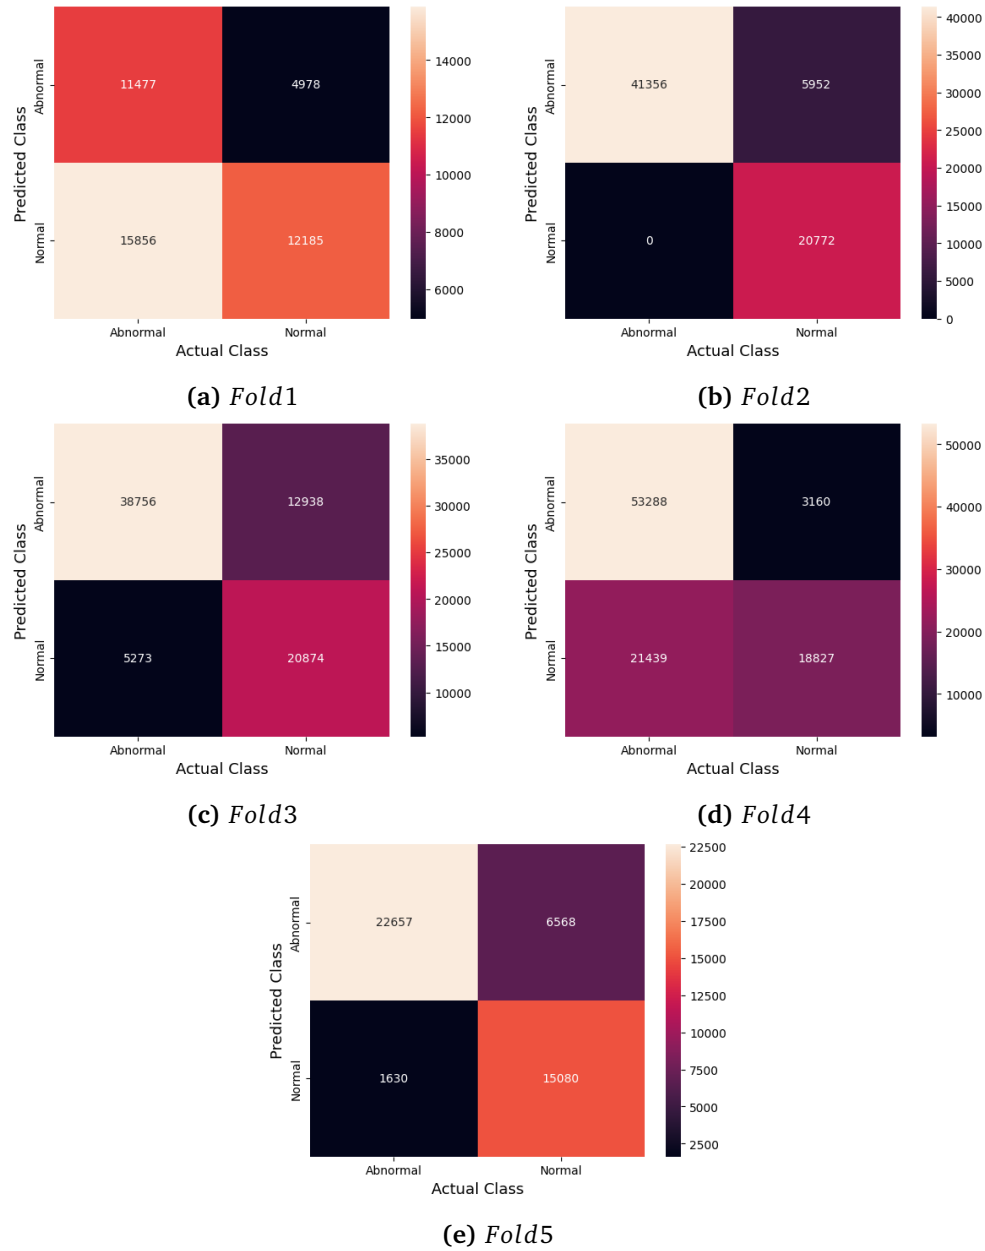 Predicted Class
Abnormal
Normal
11477
4978
15856
12185
Abnormal
Normal
Actual Class
14000
12000
10000
8000
6000
(a) Fold1
Predicted Class
Abnormal
Normal
41356
5952
0
20772
Abnormal
Normal
Actual Class
40000
35000
30000
25000
20000
15000
10000
5000
0
(b) Fold2
Predicted Class
Abnormal
Normal
38756
12938
5273
20874
Abnormal
Normal
Actual Class
35000
30000
25000
20000
15000
10000
(c) Fold3
Predicted Class
Abnormal
Normal
53288
3160
21439
18827
Abnormal
Normal
Actual Class
50000
40000
30000
20000
10000
(d) Fold4
Predicted Class
Abnormal
Normal
22657
6568
1630
15080
Abnormal
Normal
Actual Class
22500
20000
17500
15000
12500
10000
7500
5000
2500
(e) Fold5